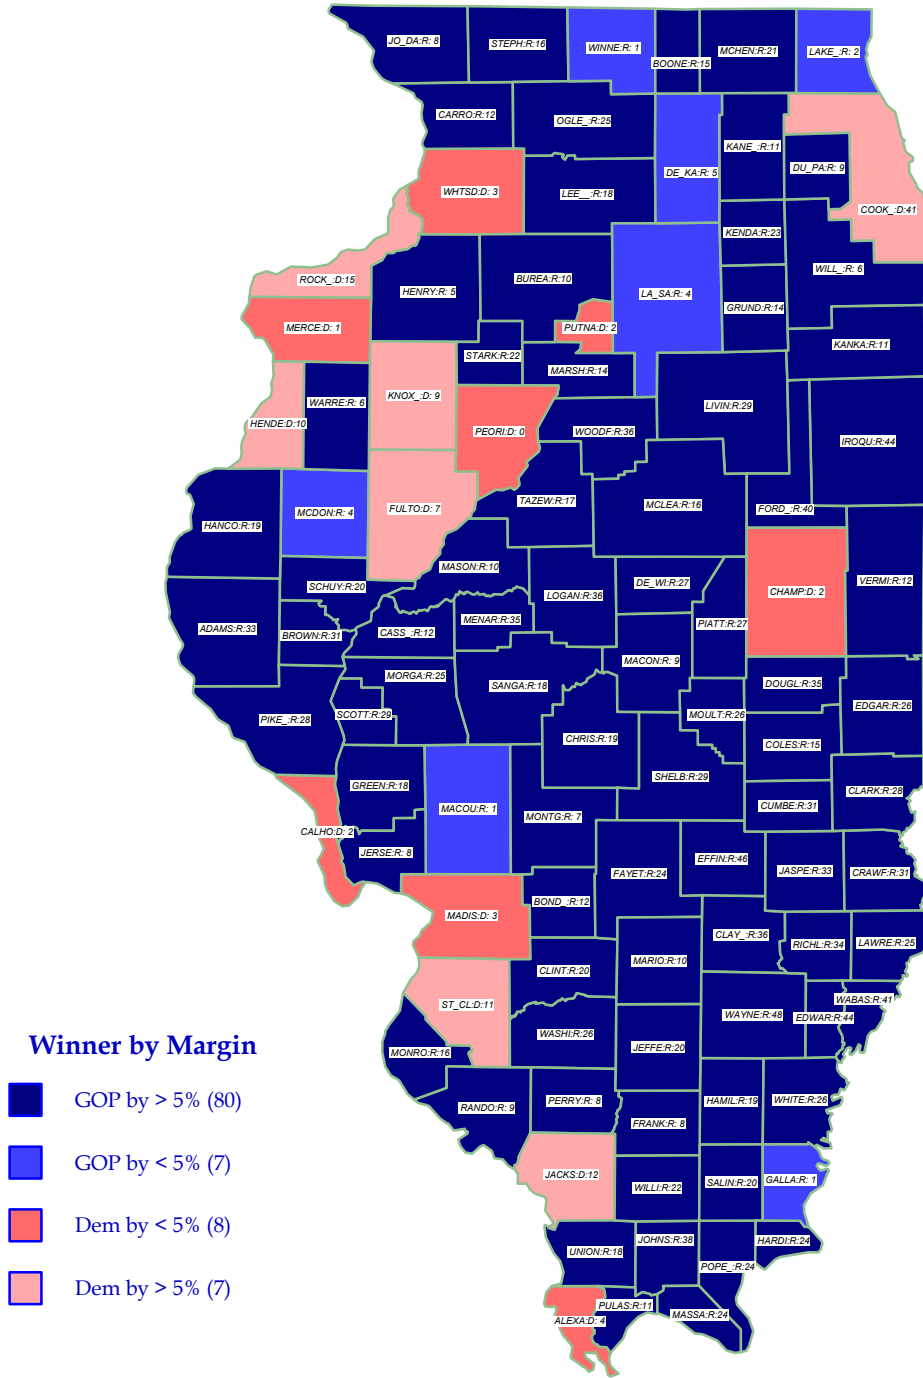 JO_DA:R: 8
STEPH:R:16
WINNE:R: 1
BOONE:R:15
MCHEN:R:21
LAKE_:R: 2
CARRO:R:12
OGLE_:R:25
DE_KA:R: 5
KANE_:R:11
DU_PA:R: 9
COOK_:D:41
WHTSD:D: 3
LEE__:R:18
KENDA:R:23
WILL_:R: 6
ROCK_:D:15
HENRY:R: 5
BUREA:R:10
LA_SA:R: 4
GRUND:R:14
MERCE:D: 1
PUTNA:D: 2
KANKA:R:11
STARK:R:22
MARSH:R:14
HENDE:D:10
WARRE:R: 6
KNOX_:D: 9
PEORI:D: 0
WOODF:R:36
LIVIN:R:29
IROQU:R:44
HANCO:R:19
MCDON:R: 4
FULTO:D: 7
TAZEW:R:17
MCLEA:R:16
FORD_:R:40
SCHUY:R:20
MASON:R:10
LOGAN:R:36
DE_WI:R:27
CHAMP:D: 2
VERMI:R:12
ADAMS:R:33
BROWN:R:31
CASS_:R:12
MENAR:R:35
PIATT:R:27
MACON:R: 9
MORGA:R:25
SANGA:R:18
DOUGL:R:35
EDGAR:R:26
PIKE_:R:28
SCOTT:R:29
CHRIS:R:19
MOULT:R:26
COLES:R:15
SHELB:R:29
GREEN:R:18
MACOU:R: 1
MONTG:R: 7
CUMBE:R:31
CLARK:R:28
CALHO:D: 2
JERSE:R: 8
FAYET:R:24
EFFIN:R:46
JASPE:R:33
CRAWF:R:31
MADIS:D: 3
BOND_:R:12
CLAY_:R:36
RICHL:R:34
LAWRE:R:25
CLINT:R:20
MARIO:R:10
ST_CL:D:11
WABAS:R:41
WAYNE:R:48
EDWAR:R:44
WASHI:R:26
JEFFE:R:20
MONRO:R:16
RANDO:R: 9
PERRY:R: 8
HAMIL:R:19
WHITE:R:26
FRANK:R: 8
JACKS:D:12
WILLI:R:22
SALIN:R:20
GALLA:R: 1
UNION:R:18
JOHNS:R:38
HARDI:R:24
POPE_:R:24
PULAS:R:11
MASSA:R:24
ALEXA:D: 4
Winner by Margin
GOP by > 5% (80)
GOP by < 5% (7)
Dem by < 5% (8)
Dem by > 5% (7)